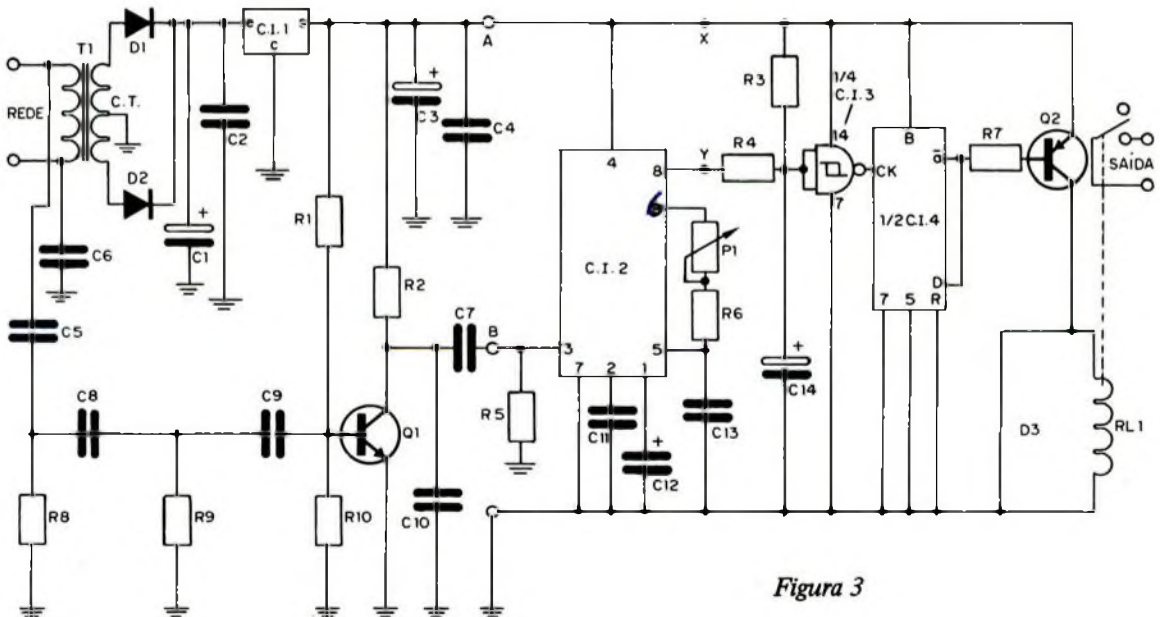 T1
D1
C.I.1
e
s
c
A
X
REDE
C.T.
D2
C1
C2
C3
+
C4
R1
R2
R3
1/4
C.I.3
14
7
R4
Y
4
8
6
P1
R6
5
C.I.2
3
7
2
1
B
CK
ā
1/2 C.I.4
D
7
5
R
R7
Q2
SAÍDA
C6
C5
C7
B
R5
C8
C9
Q1
C10
C11
C12
+
C13
C14
+
+
D3
RL1
R8
R9
R10
Figura 3